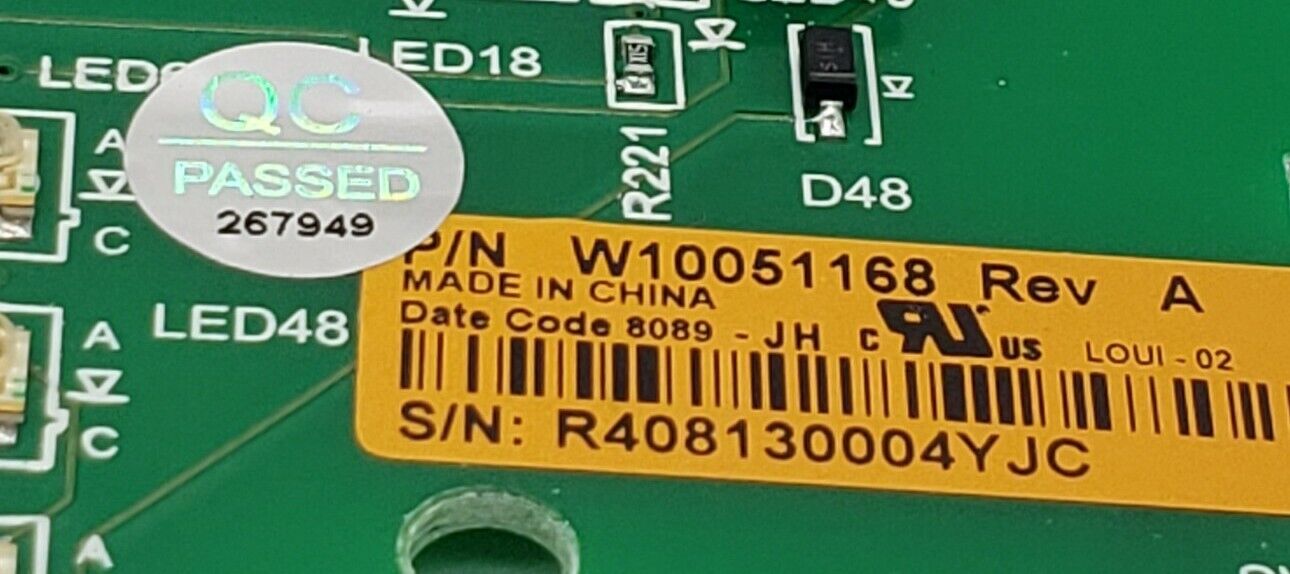 LED18
R221
D48
A
C
LED48
A
C
A
QC
PASSED
267949
P/N W10051168 Rev A
MADE IN CHINA
Date Code 8089 - JH c RU US LOUI - 02
S/N: R408130004YJC